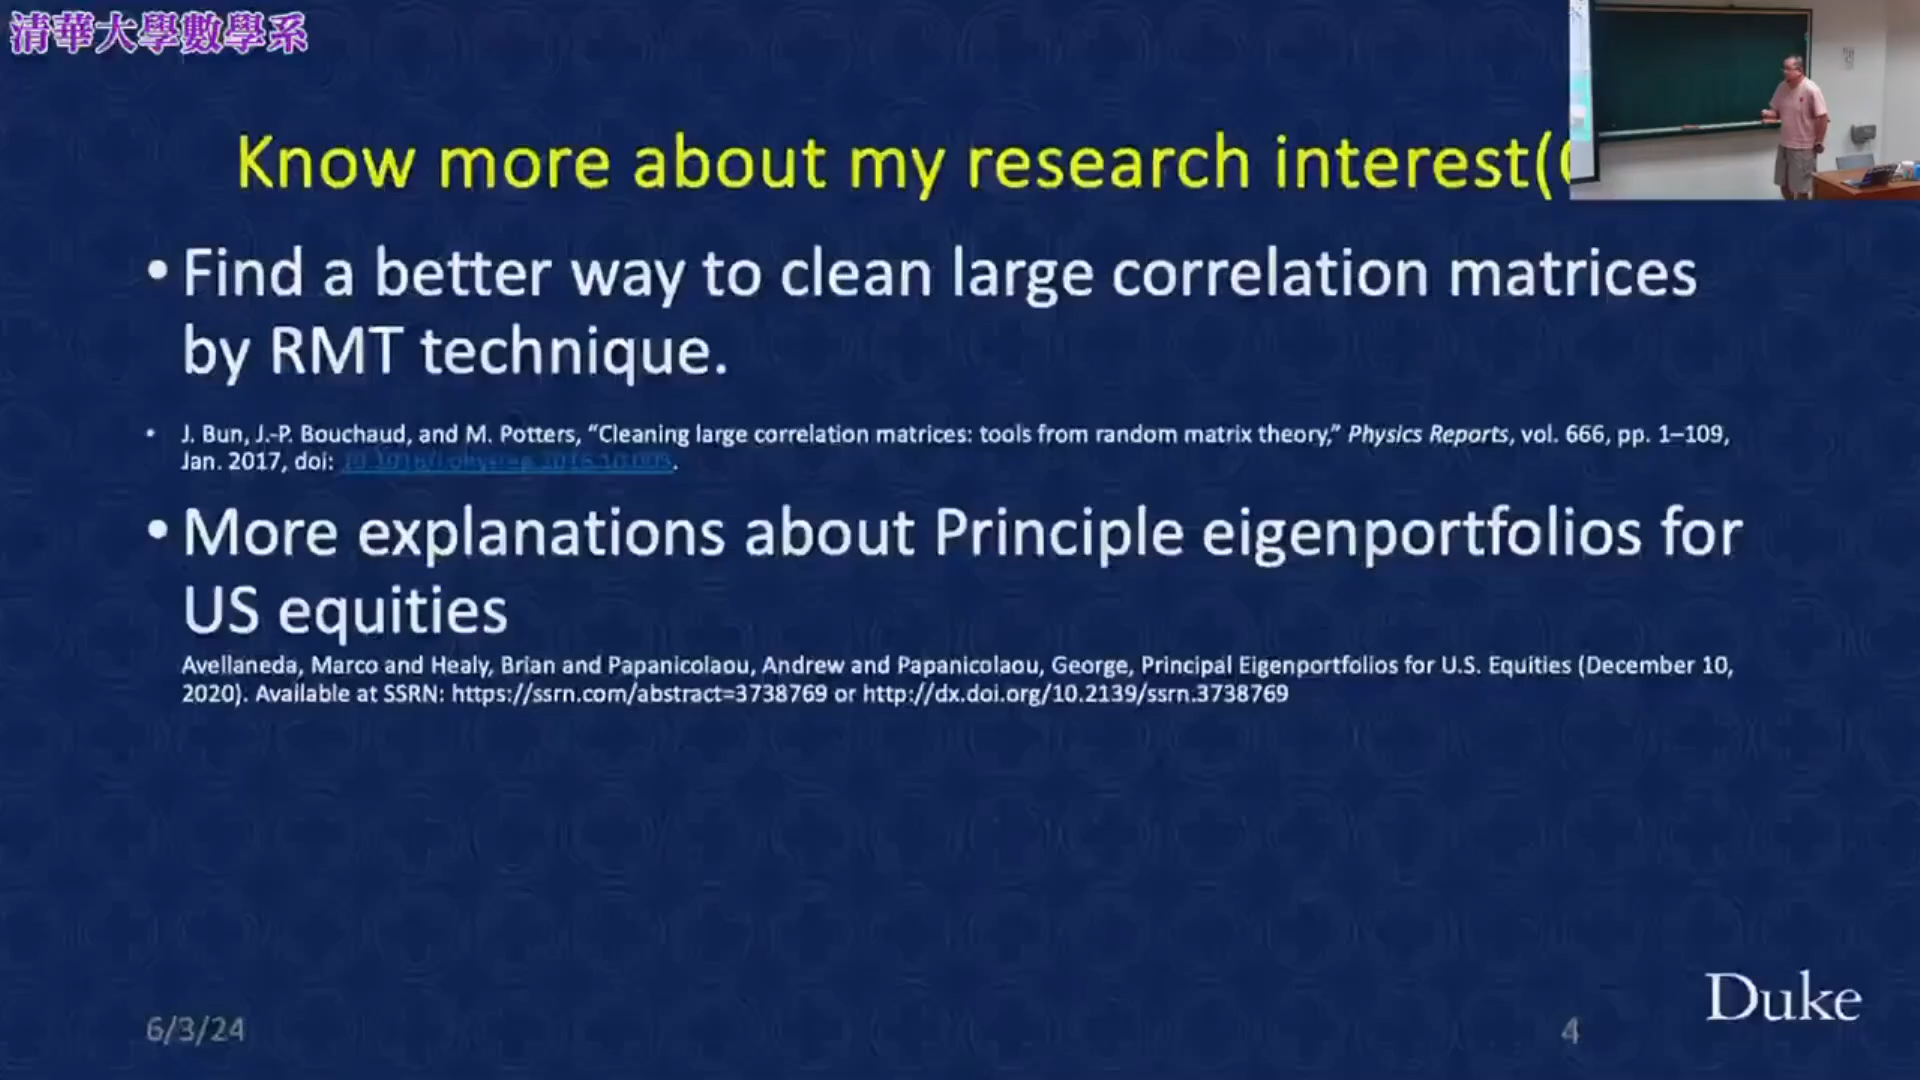 清華大學數學系
Know more about my research interest(
• Find a better way to clean large correlation matrices
by RMT technique.
• J. Bun, J.-P. Bouchaud, and M. Potters, “Cleaning large correlation matrices: tools from random matrix theory,” Physics Reports, vol. 666, pp. 1–109,
Jan. 2017, doi:
• More explanations about Principle eigenportfolios for
US equities
Avellaneda, Marco and Healy, Brian and Papanicolaou, Andrew and Papanicolaou, George, Principal Eigenportfolios for U.S. Equities (December 10,
2020). Available at SSRN: https://ssrn.com/abstract=3738769 or http://dx.doi.org/10.2139/ssrn.3738769
6/3/24
4
Duke